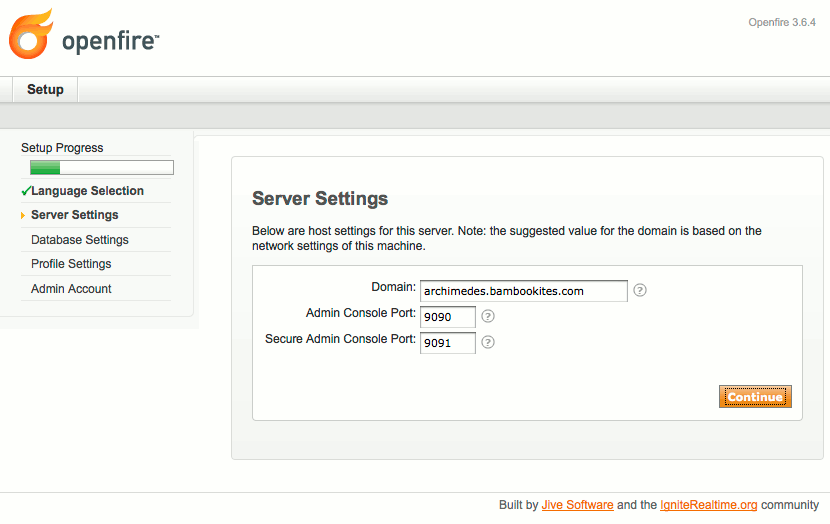 openfire™
Openfire 3.6.4
Setup
Setup Progress
Language Selection
Server Settings
Database Settings
Profile Settings
Admin Account
Server Settings
Below are host settings for this server. Note: the suggested value for the domain is based on the
network settings of this machine.
Domain: archimedes.bambookites.com ?
Admin Console Port: 9090 ?
Secure Admin Console Port: 9091 ?
Continue
Built by Jive Software and the IgniteRealtime.org community